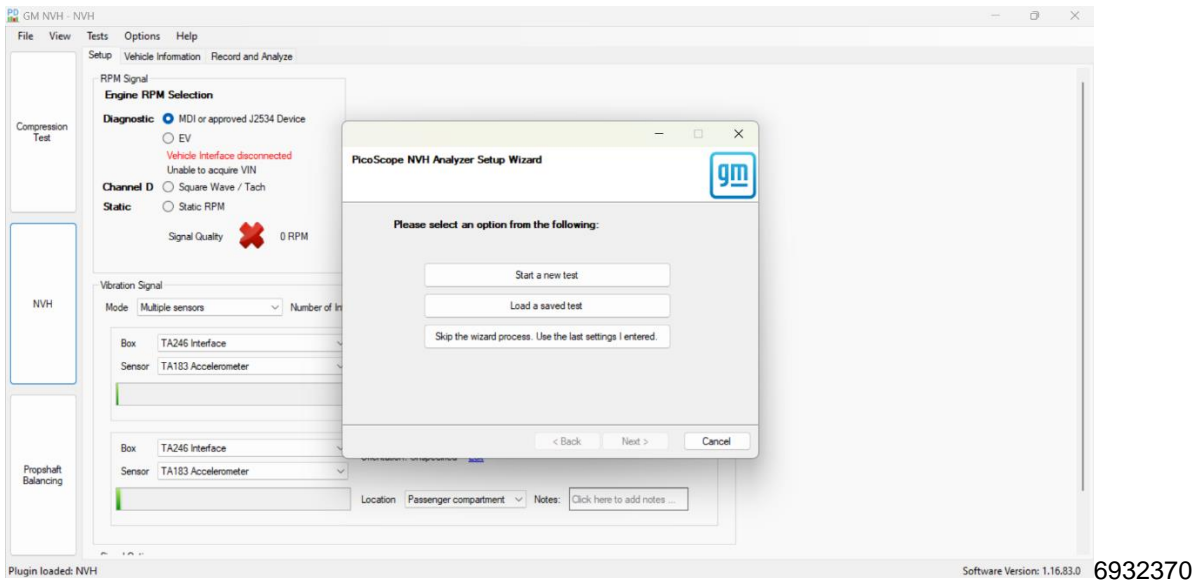 GM NVH - NVH
File View Tests Options Help
Setup Vehicle Information Record and Analyze
Compression
Test
NVH
Propshaft
Balancing
RPM Signal
Engine RPM Selection
Diagnostic MDI or approved J2534 Device
EV
Vehicle Interface disconnected
Unable to acquire VIN
Channel D Square Wave / Tach
Static Static RPM
Signal Quality 0 RPM
Vibration Signal
Mode Multiple sensors Number of
Box TA246 Interface
Sensor TA183 Accelerometer
Box TA246 Interface
Sensor TA183 Accelerometer
Location Passenger compartment Notes: Click here to add notes ...
PicoScope NVH Analyzer Setup Wizard
gm
Please select an option from the following:
Start a new test
Load a saved test
Skip the wizard process. Use the last settings I entered.
< Back Next > Cancel
Plugin loaded: NVH
Software Version: 1.16.83.0
6932370